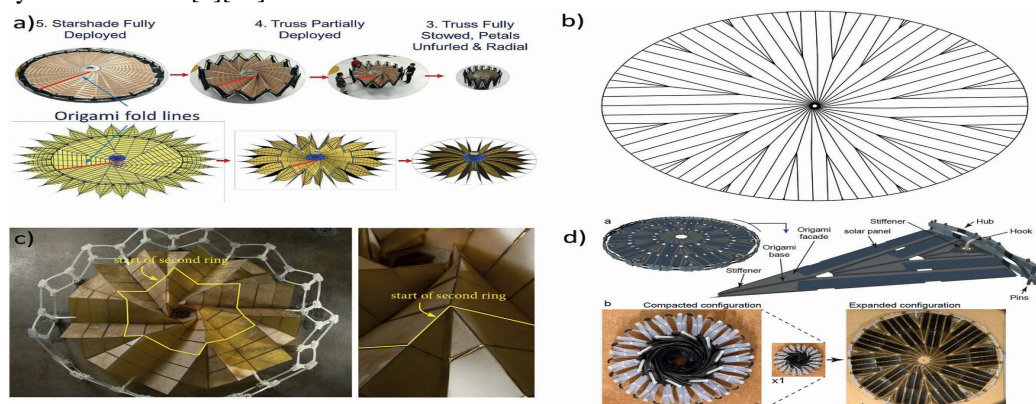 a)
5. Starshade Fully
Deployed
4. Truss Partially
Deployed
3. Truss Fully
Stowed, Petals
Unfurled & Radial
Origami fold lines
b)
c)
start of second ring
start of second ring
d)
a
Stiffener
Origami
base
Origami
facade
solar panel
Stiffener
Hub
Hook
Pins
b
Compacted configuration
x1
Expanded configuration